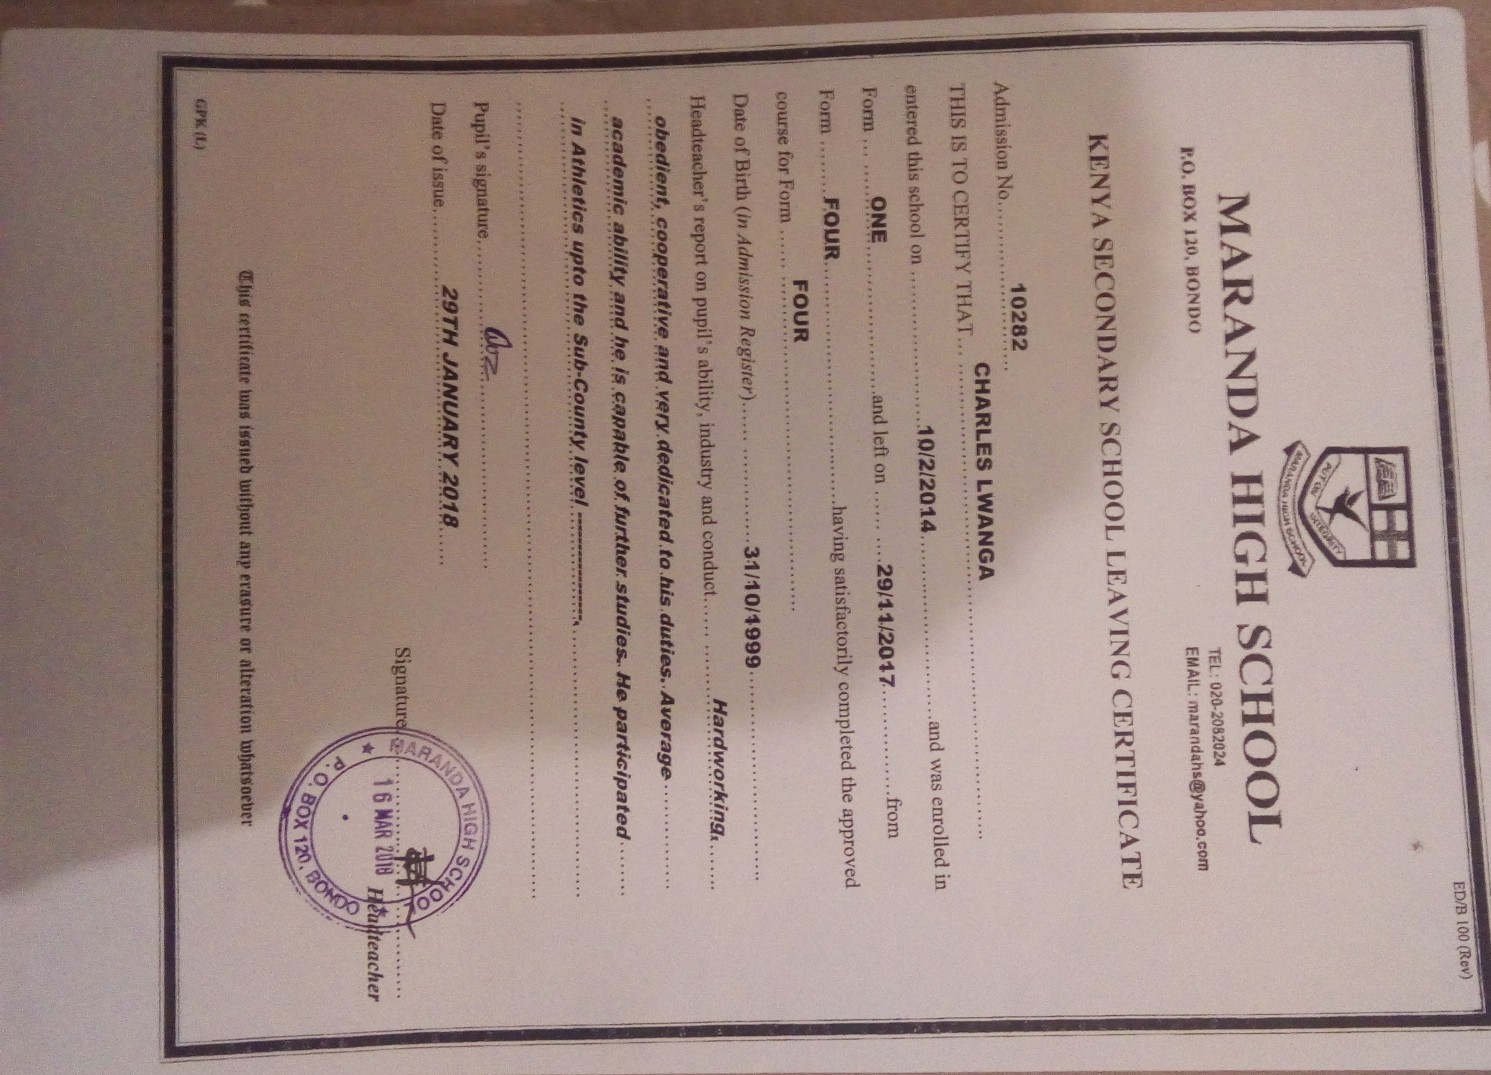 ED/B 100 (Rev)
PUT ON INTEGRITY
MARANDA HIGH SCHOOL
MARANDA HIGH SCHOOL
P.O. BOX 120, BONDO
TEL: 020-2082024
EMAIL: marandahs@yahoo.com
KENYA SECONDARY SCHOOL LEAVING CERTIFICATE
Admission No. 10282
THIS IS TO CERTIFY THAT... CHARLES LWANGA
entered this school on 10/2/2014 and was enrolled in
Form ... ONE and left on 29/11/2017 from
Form FOUR having satisfactorily completed the approved
course for Form FOUR
Date of Birth (in Admission Register) 31/10/1999
Headteacher's report on pupil's ability, industry and conduct Hardworking,
obedient, cooperative and very dedicated to his duties. Average
academic ability and he is capable of further studies. He participated
in Athletics upto the Sub-County level ----------------.
Pupil's signature
Date of issue 29TH JANUARY 2018
Signature
MARANDA HIGH SCHOOL
16 MAR 2018
P.O. BOX 120, BONDO
Headteacher
This certificate was issued without any erasure or alteration whatsoever
GPK (L)